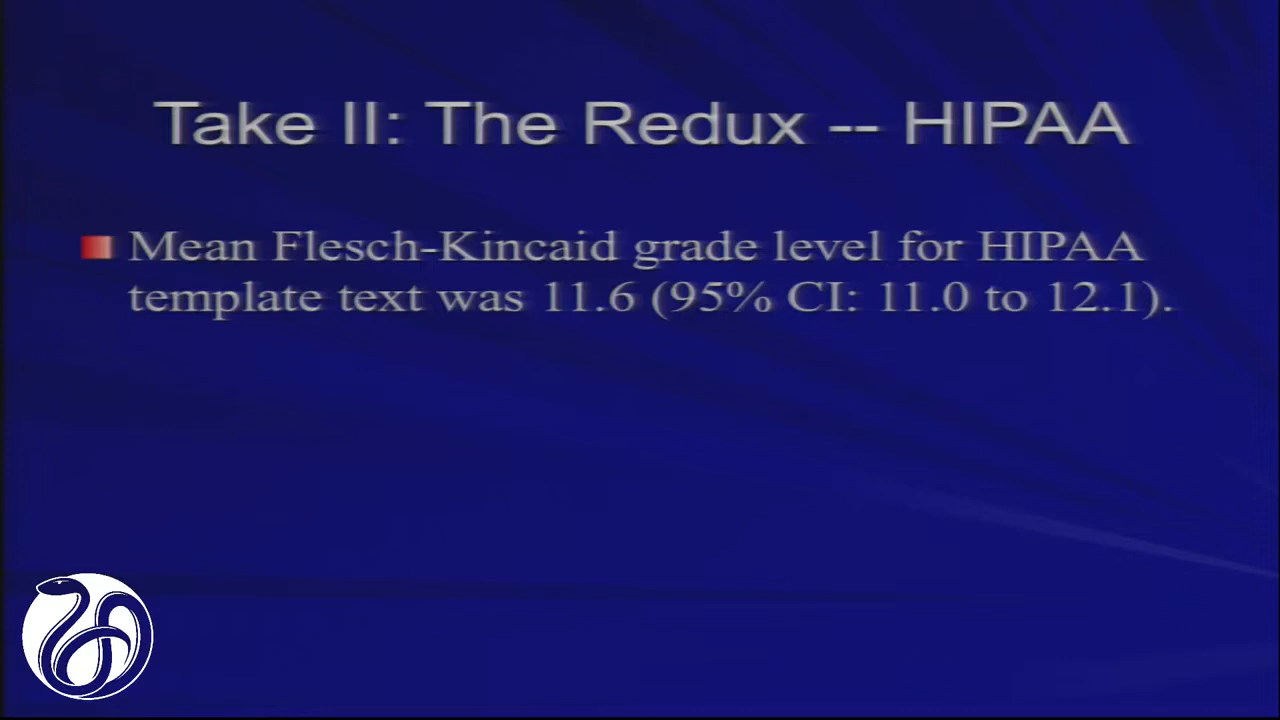 Take II: The Redux -- HIPAA
Mean Flesch-Kincaid grade level for HIPAA
template text was 11.6 (95% CI: 11.0 to 12.1).